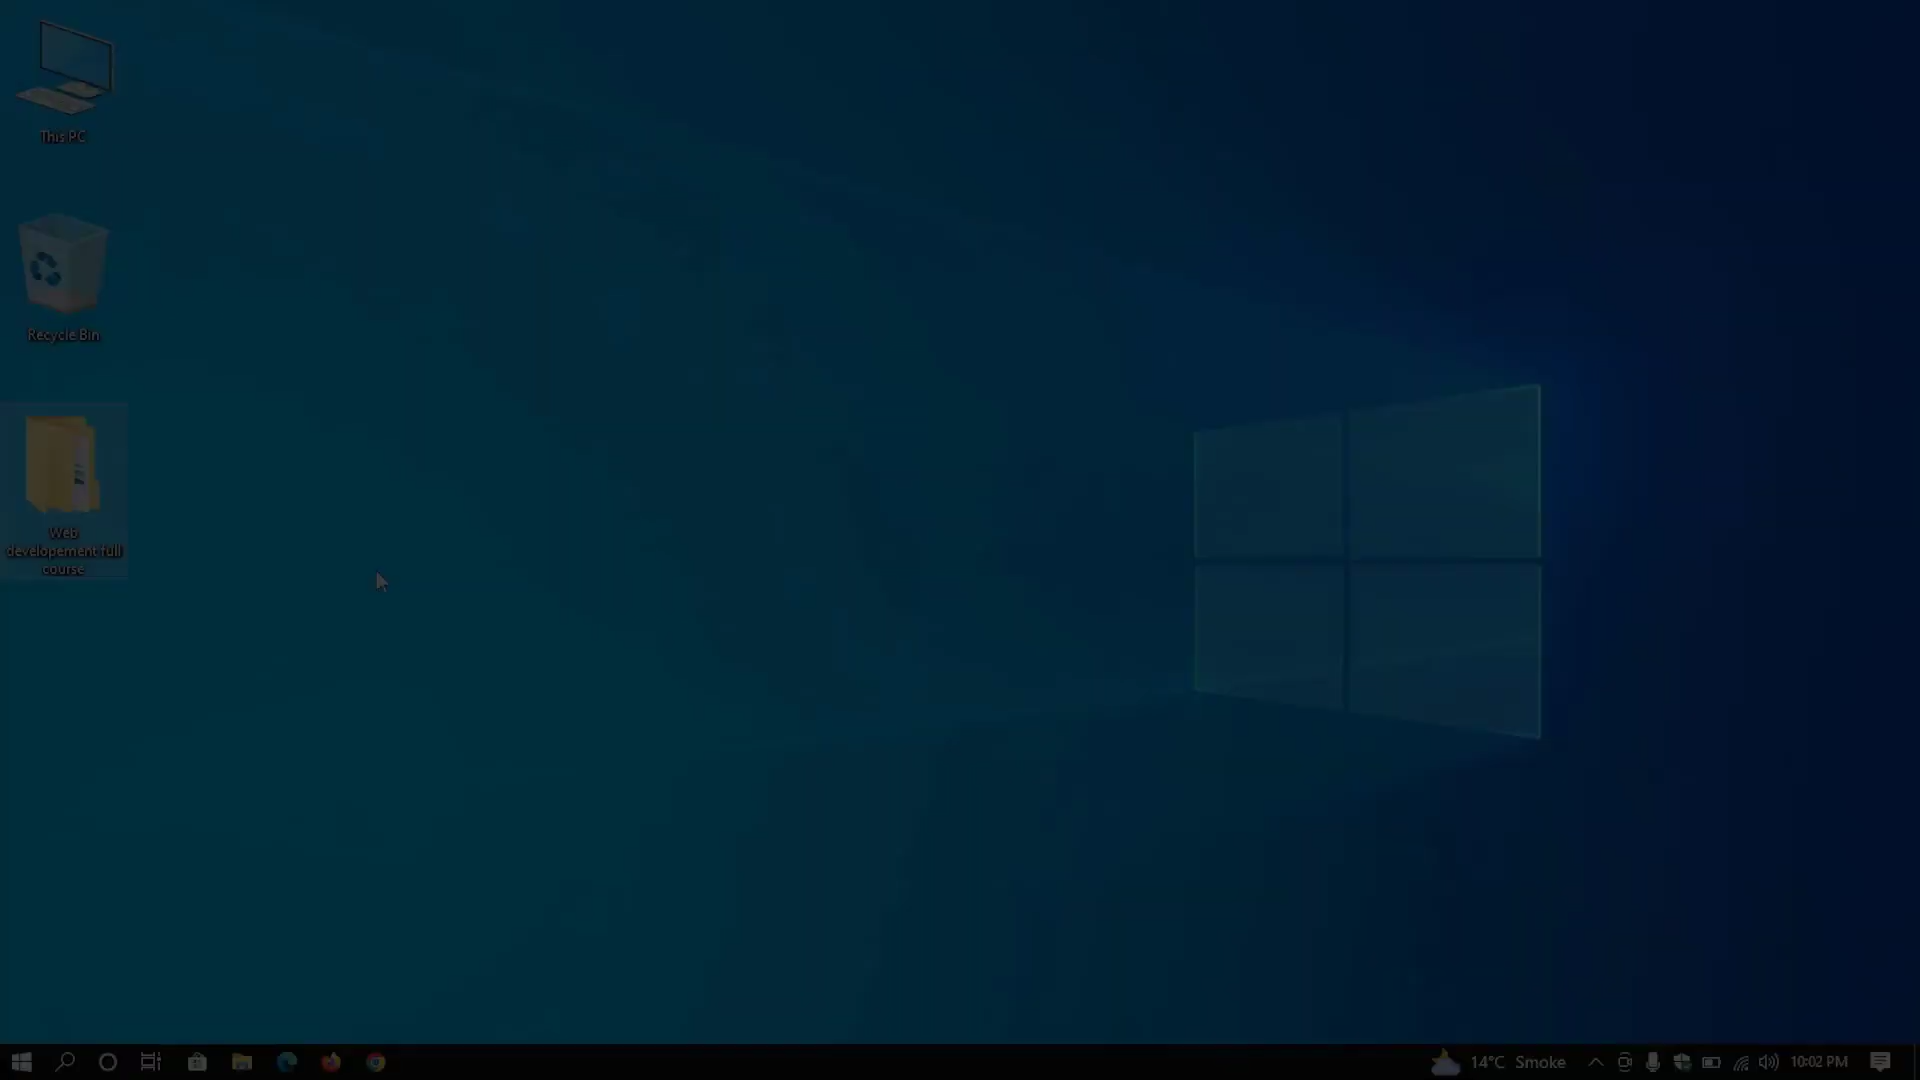 This PC
Recycle Bin
Web
developement full
course
14°C Smoke
10:02 PM